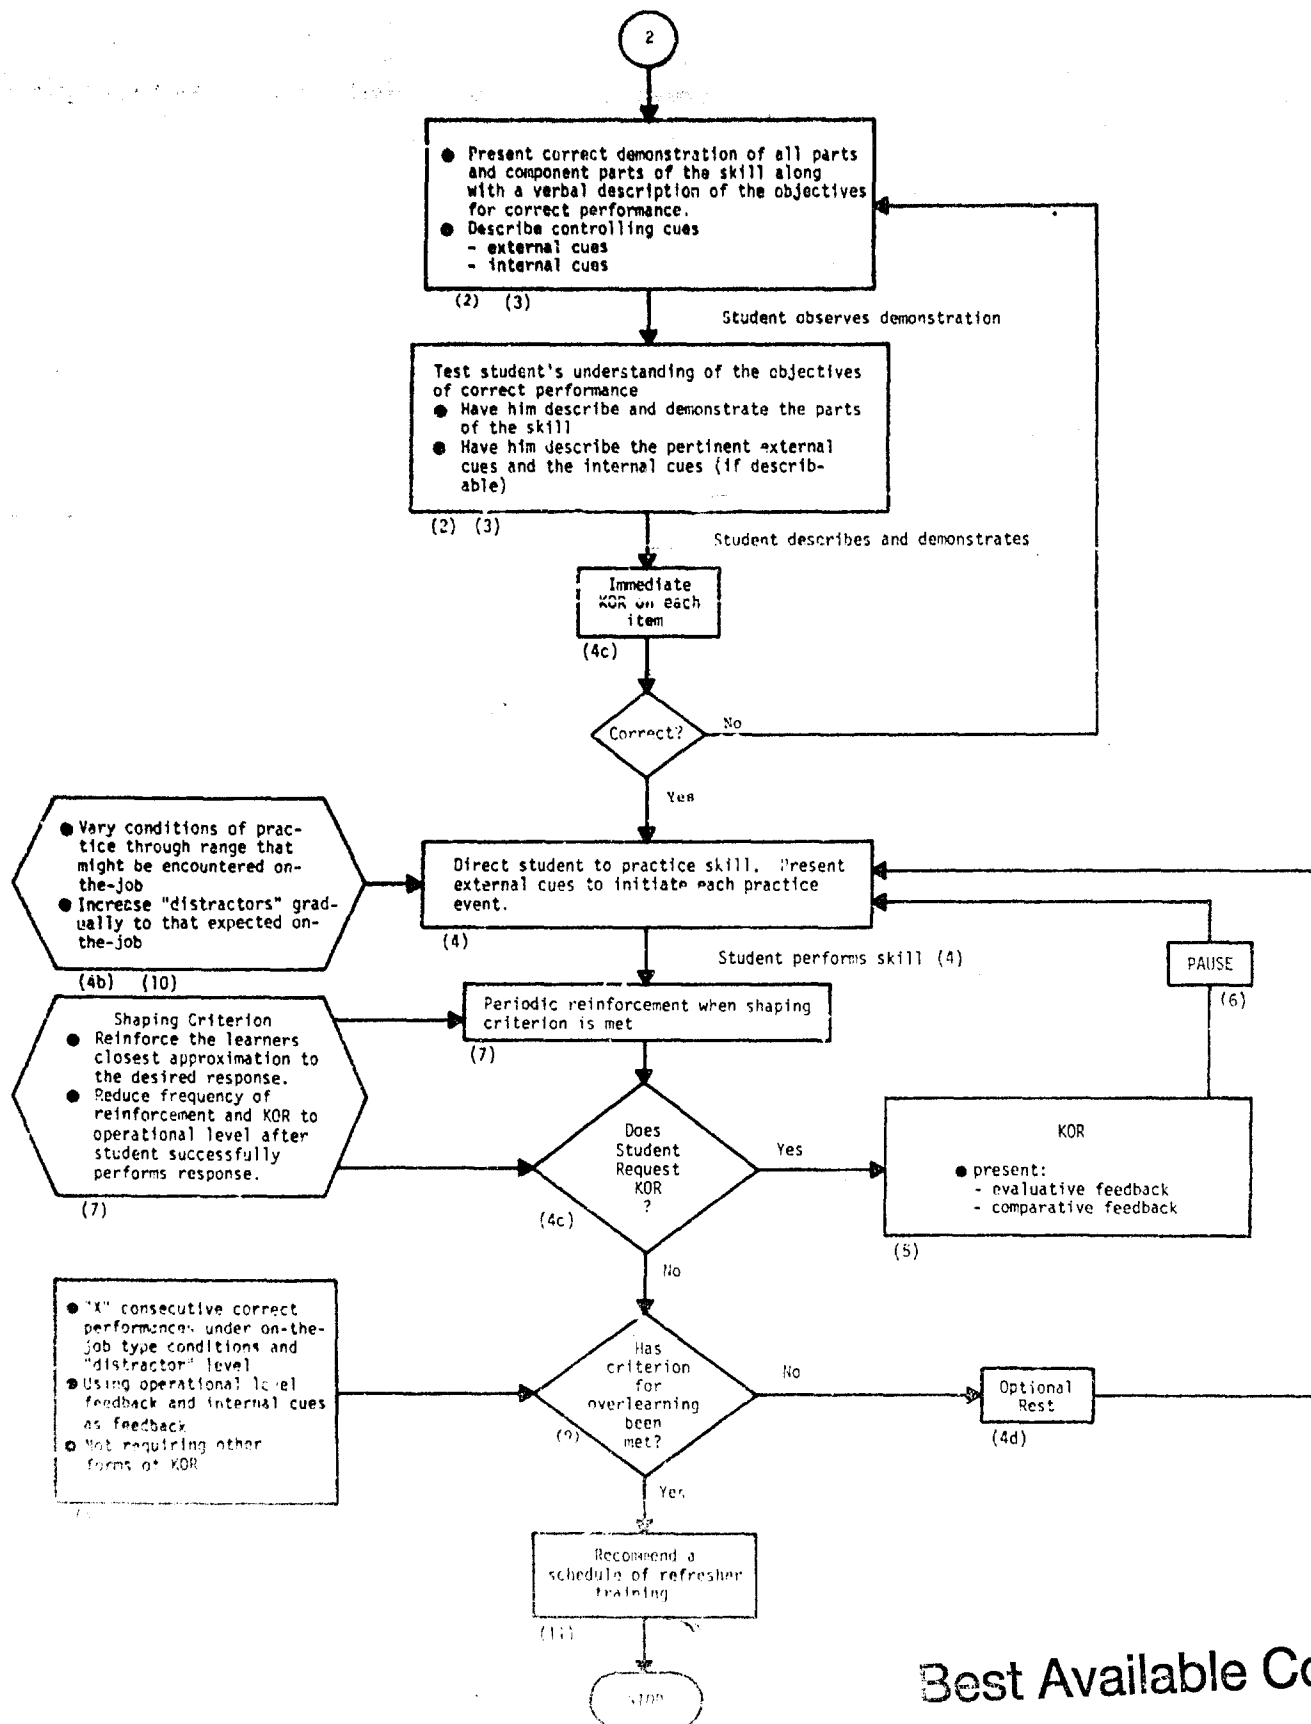 2
● Present correct demonstration of all parts
and component parts of the skill along
with a verbal description of the objectives
for correct performance.
● Describe controlling cues
- external cues
- internal cues
(2) (3)
Student observes demonstration
Test student's understanding of the objectives
of correct performance
● Have him describe and demonstrate the parts
of the skill
● Have him describe the pertinent external
cues and the internal cues (if describ-
able)
(2) (3)
Student describes and demonstrates
Immediate
KOR on each
item
(4c)
Correct?
No
Yes
● Vary conditions of prac-
tice through range that
might be encountered on-
the-job
● Increase "distractors" grad-
ually to that expected on-
the-job
(4b) (10)
Direct student to practice skill. Present
external cues to initiate each practice
event.
(4)
Student performs skill (4)
PAUSE
(6)
Shaping Criterion
● Reinforce the learners
closest approximation to
the desired response.
● Reduce frequency of
reinforcement and KOR to
operational level after
student successfully
performs response.
(7)
Periodic reinforcement when shaping
criterion is met
(7)
Does
Student
Request
KOR
?
(4c)
Yes
No
KOR
● present:
- evaluative feedback
- comparative feedback
(5)
● "X" consecutive correct
performances under on-the-
job type conditions and
"distractor" level
● Using operational level
feedback and internal cues
as feedback
● Not requiring other
forms of KOR
Has
criterion
for
overlearning
been
met?
(9)
No
Yes
Optional
Rest
(4d)
Recommend a
schedule of refresher
training
(11)
STOP
Best Available Co